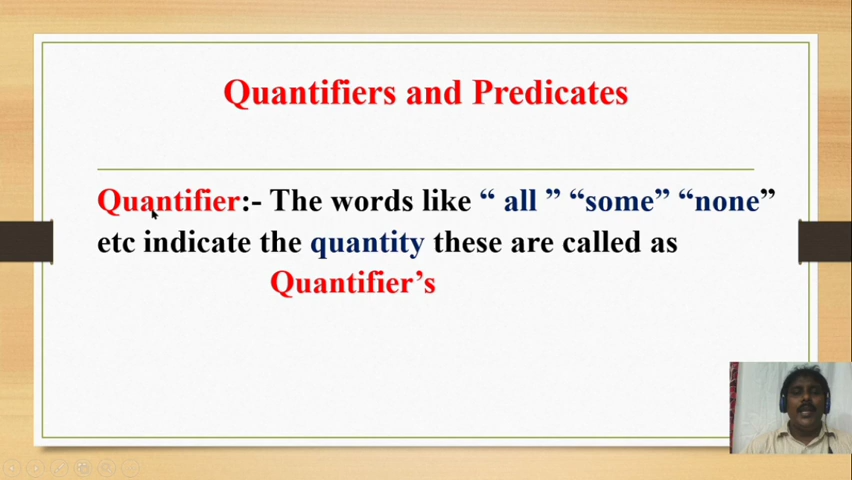 Quantifiers and Predicates
Quantifier:- The words like “ all ” “some” “none”
etc indicate the quantity these are called as
Quantifier’s